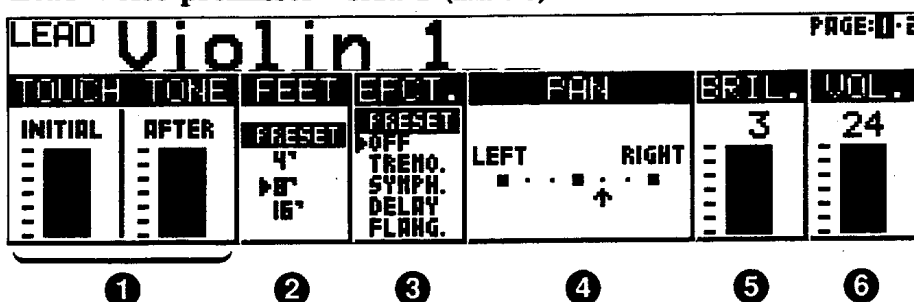 LEAD Violin 1 PAGE:1·2
TOUCH TONE FEET EFCT. PAN BRIL. VOL.
INITIAL AFTER PRESET PRESET 3 24
4' OFF
8' TREMO. LEFT RIGHT
16' SYMPH.
DELAY
FLANG.
1 2 3 4 5 6